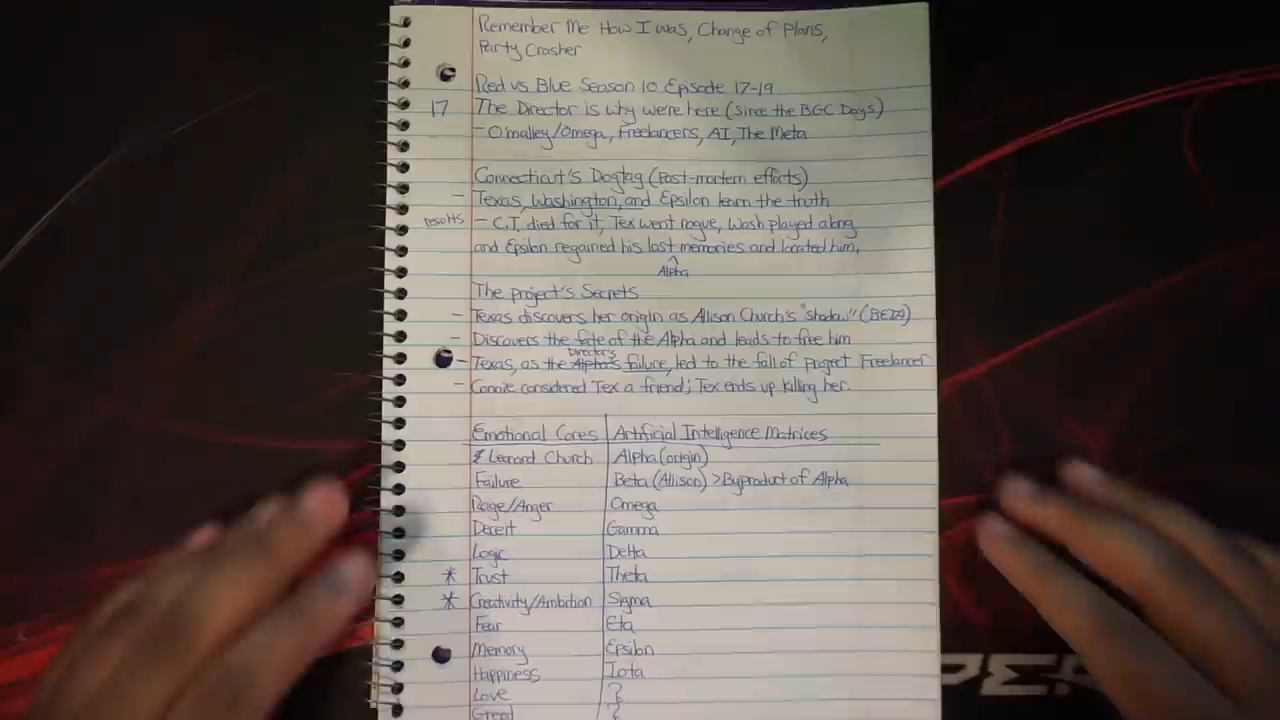 Remember Me How I was, Change of Plans,
Party Crasher
Red vs Blue Season 10 Episode 17-19
17 The Director is why we're here (since the BGC Days)
- O'malley/Omega, Freelancers, AI, The Meta
Connecticut's Dogtag (Post-mortem efforts)
- Texas, Washington, and Epsilon learn the truth
results - C.T. died for it, Tex went rogue, Wash played along
and Epsilon regained his lost memories and located him.
^
Alpha
The project's Secrets
- Texas discovers her origin as Allison Church's "shadow" (BETA)
- Discovers the fate of the Alpha and leads to free him
Director's
- Texas, as the Alpha's failure, led to the fall of Project Freelancer
- Connie considered Tex a friend; Tex ends up killing her.
Emotional Cores | Artificial Intelligence Matrices
Leonard Church | Alpha (origin)
Failure | Beta (Allison) > Byproduct of Alpha
Rage/Anger | Omega
Deceit | Gamma
Logic | Delta
* Trust | Theta
* Creativity/Ambition | Sigma
Fear | Eta
Memory | Epsilon
Happiness | Iota
Love | ?
Greed | ?